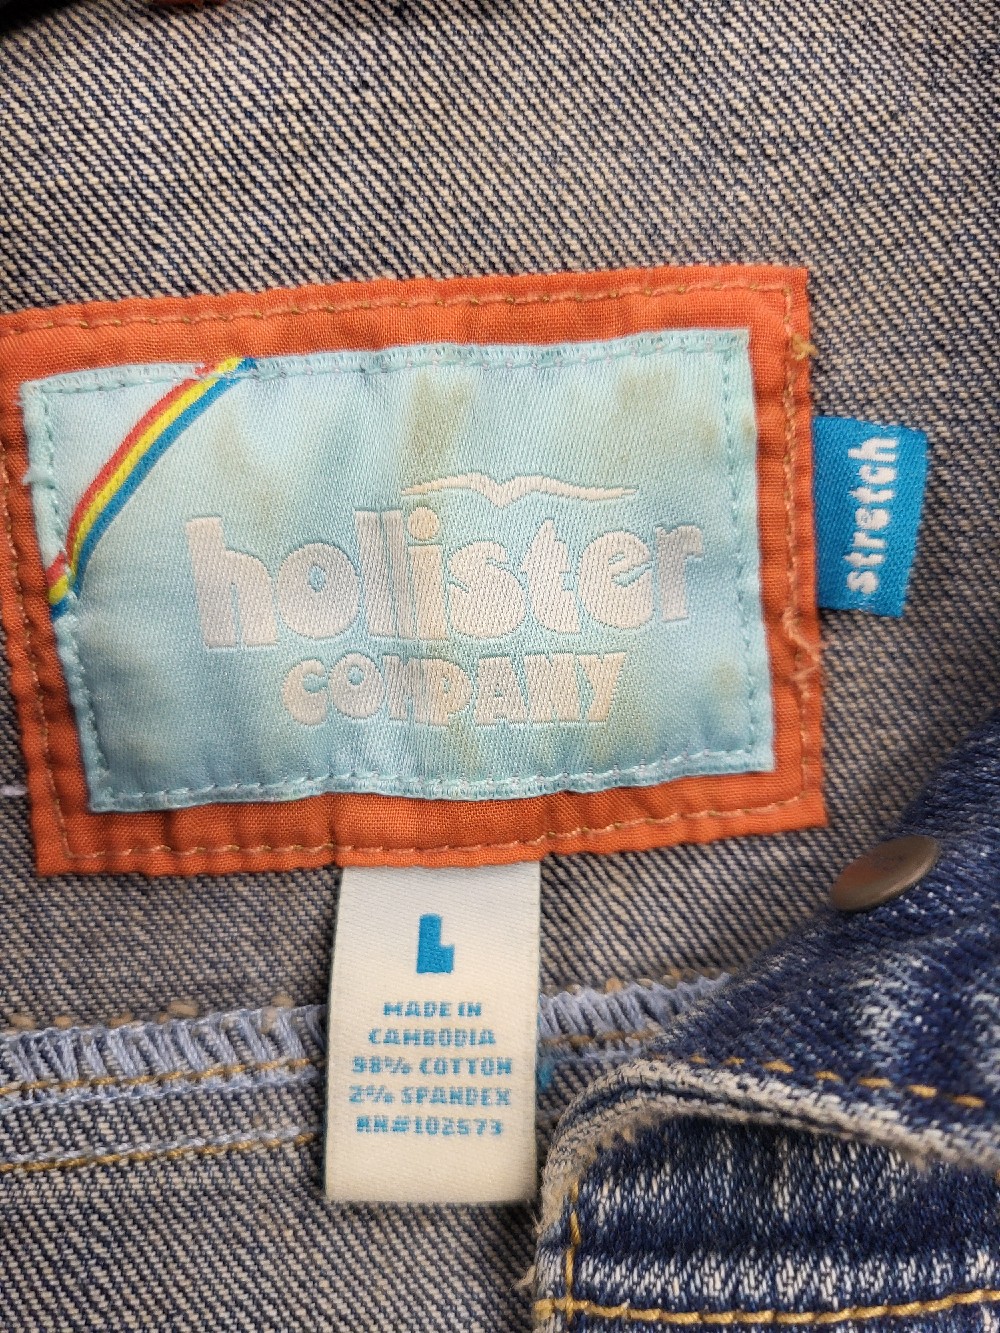 hollister
COMPANY
stretch
L
MADE IN
CAMBODIA
98% COTTON
2% SPANDEX
RN#102573